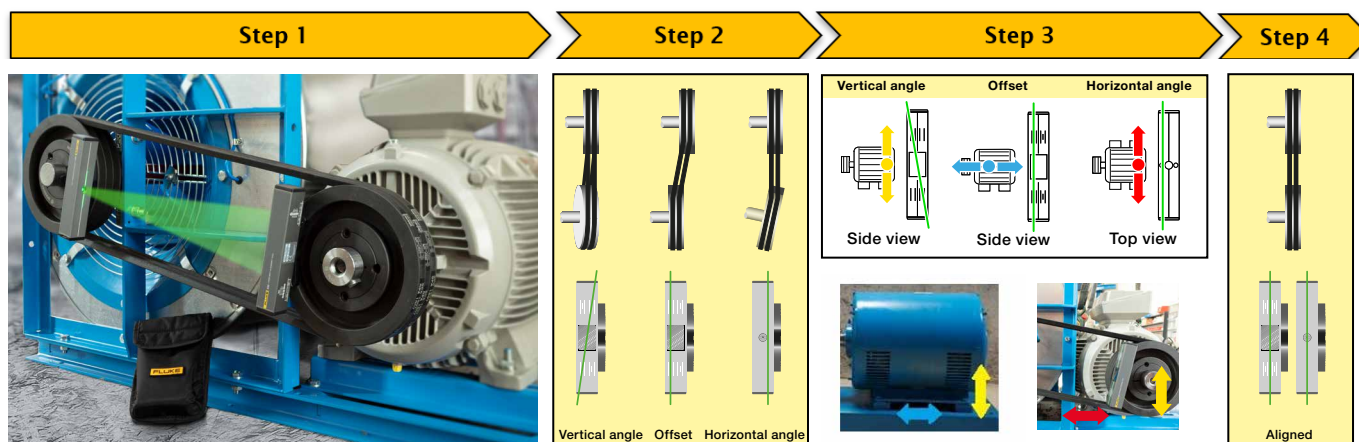 Step 1
Step 2
Step 3
Step 4
FLUKE
Vertical angle
Offset
Horizontal angle
Vertical angle
Offset
Horizontal angle
Side view
Side view
Top view
Aligned